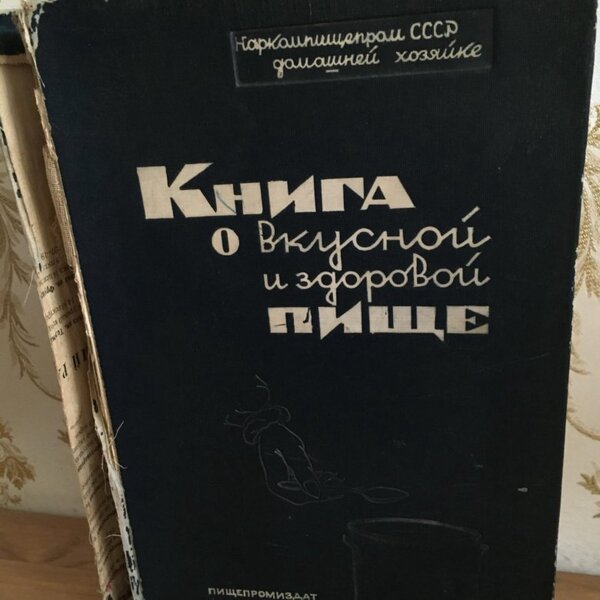 Наркомпищепром СССР
домашней хозяйке
Книга
о вкусной
и здоровой
пище
ПИЩЕПРОМИЗДАТ